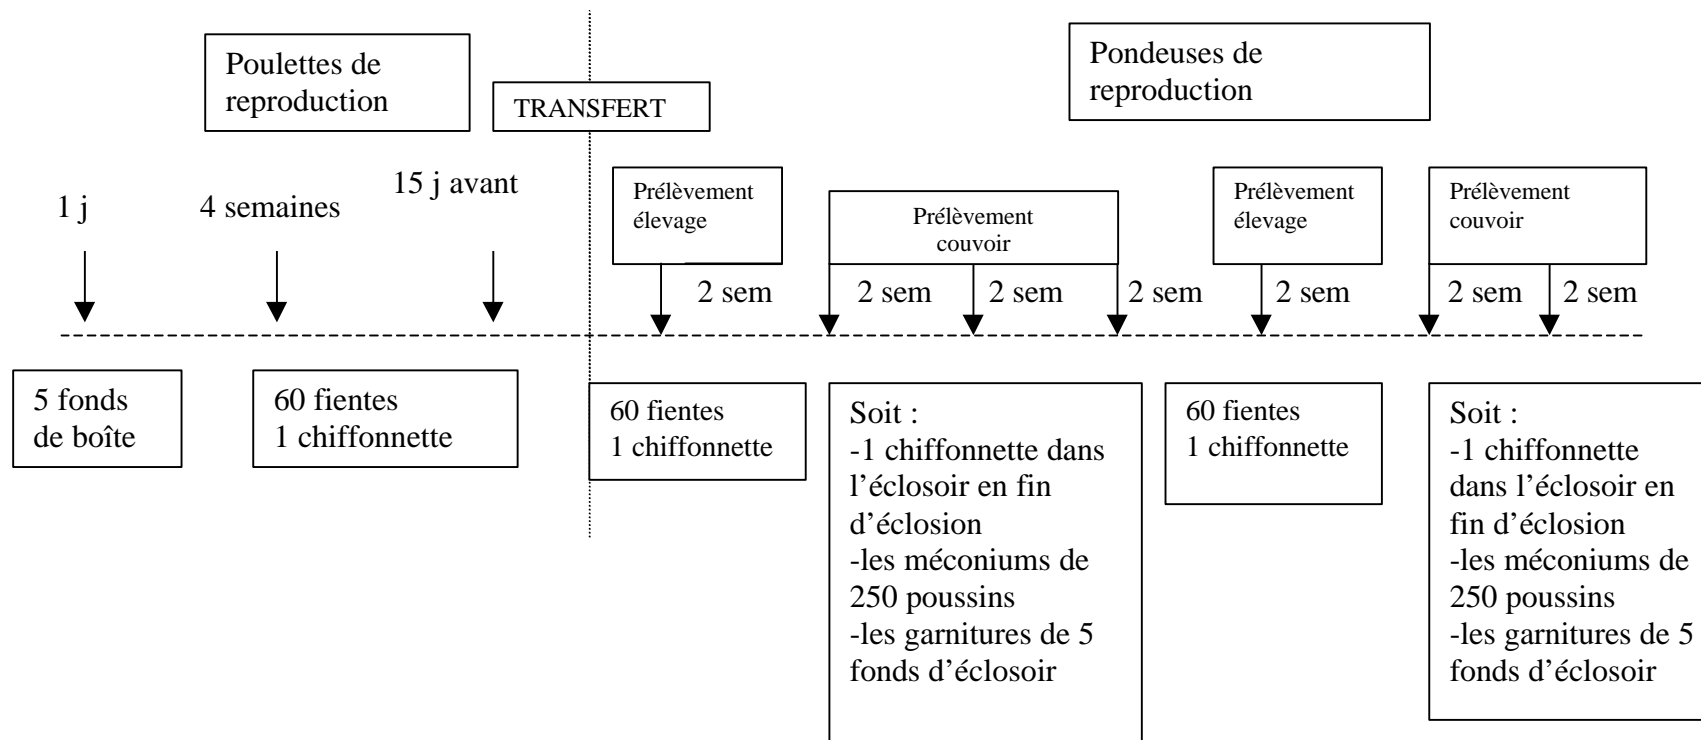 Poulettes de
reproduction
TRANSFERT
Pondeuses de
reproduction
1 j
4 semaines
15 j avant
Prélèvement
élevage
Prélèvement
couvoir
Prélèvement
élevage
Prélèvement
couvoir
2 sem
2 sem
2 sem
2 sem
2 sem
2 sem
2 sem
5 fonds
de boîte
60 fientes
1 chiffonnette
60 fientes
1 chiffonnette
Soit :
-1 chiffonnette dans
l’éclosoir en fin
d’éclosion
-les méconiums de
250 poussins
-les garnitures de 5
fonds d’éclosoir
60 fientes
1 chiffonnette
Soit :
-1 chiffonnette
dans l’éclosoir en
fin d’éclosion
-les méconiums de
250 poussins
-les garnitures de 5
fonds d’éclosoir